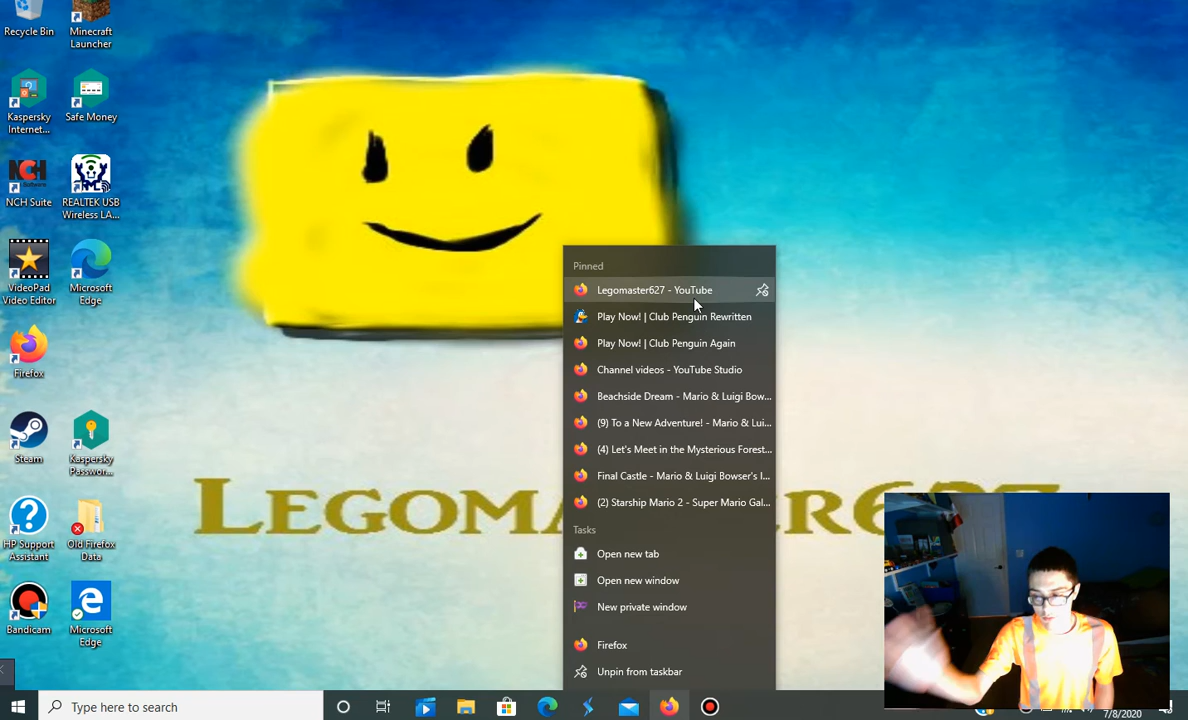 Recycle Bin
Minecraft
Launcher
Kaspersky
Internet...
Safe Money
NCH
Software
NCH Suite
REALTEK USB
Wireless LA...
VideoPad
Video Editor
Microsoft
Edge
Firefox
Steam
Kaspersky
Passwor...
HP Support
Assistant
Old Firefox
Data
Bandicam
Microsoft
Edge
Pinned
Legomaster627 - YouTube
Play Now! | Club Penguin Rewritten
Play Now! | Club Penguin Again
Channel videos - YouTube Studio
Beachside Dream - Mario & Luigi Bow...
(9) To a New Adventure! - Mario & Lui...
(4) Let's Meet in the Mysterious Forest...
Final Castle - Mario & Luigi Bowser's I...
(2) Starship Mario 2 - Super Mario Gal...
Tasks
Open new tab
Open new window
New private window
Firefox
Unpin from taskbar
LEGOMA ER627
Type here to search
7/8/2020